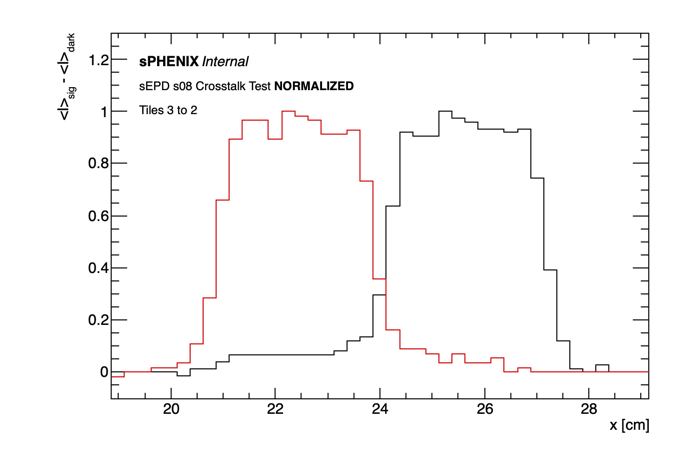 <I>sig - <I>dark
sPHENIX Internal
sEPD s08 Crosstalk Test NORMALIZED
Tiles 3 to 2
1.2
1
0.8
0.6
0.4
0.2
0
20 22 24 26 28
x [cm]